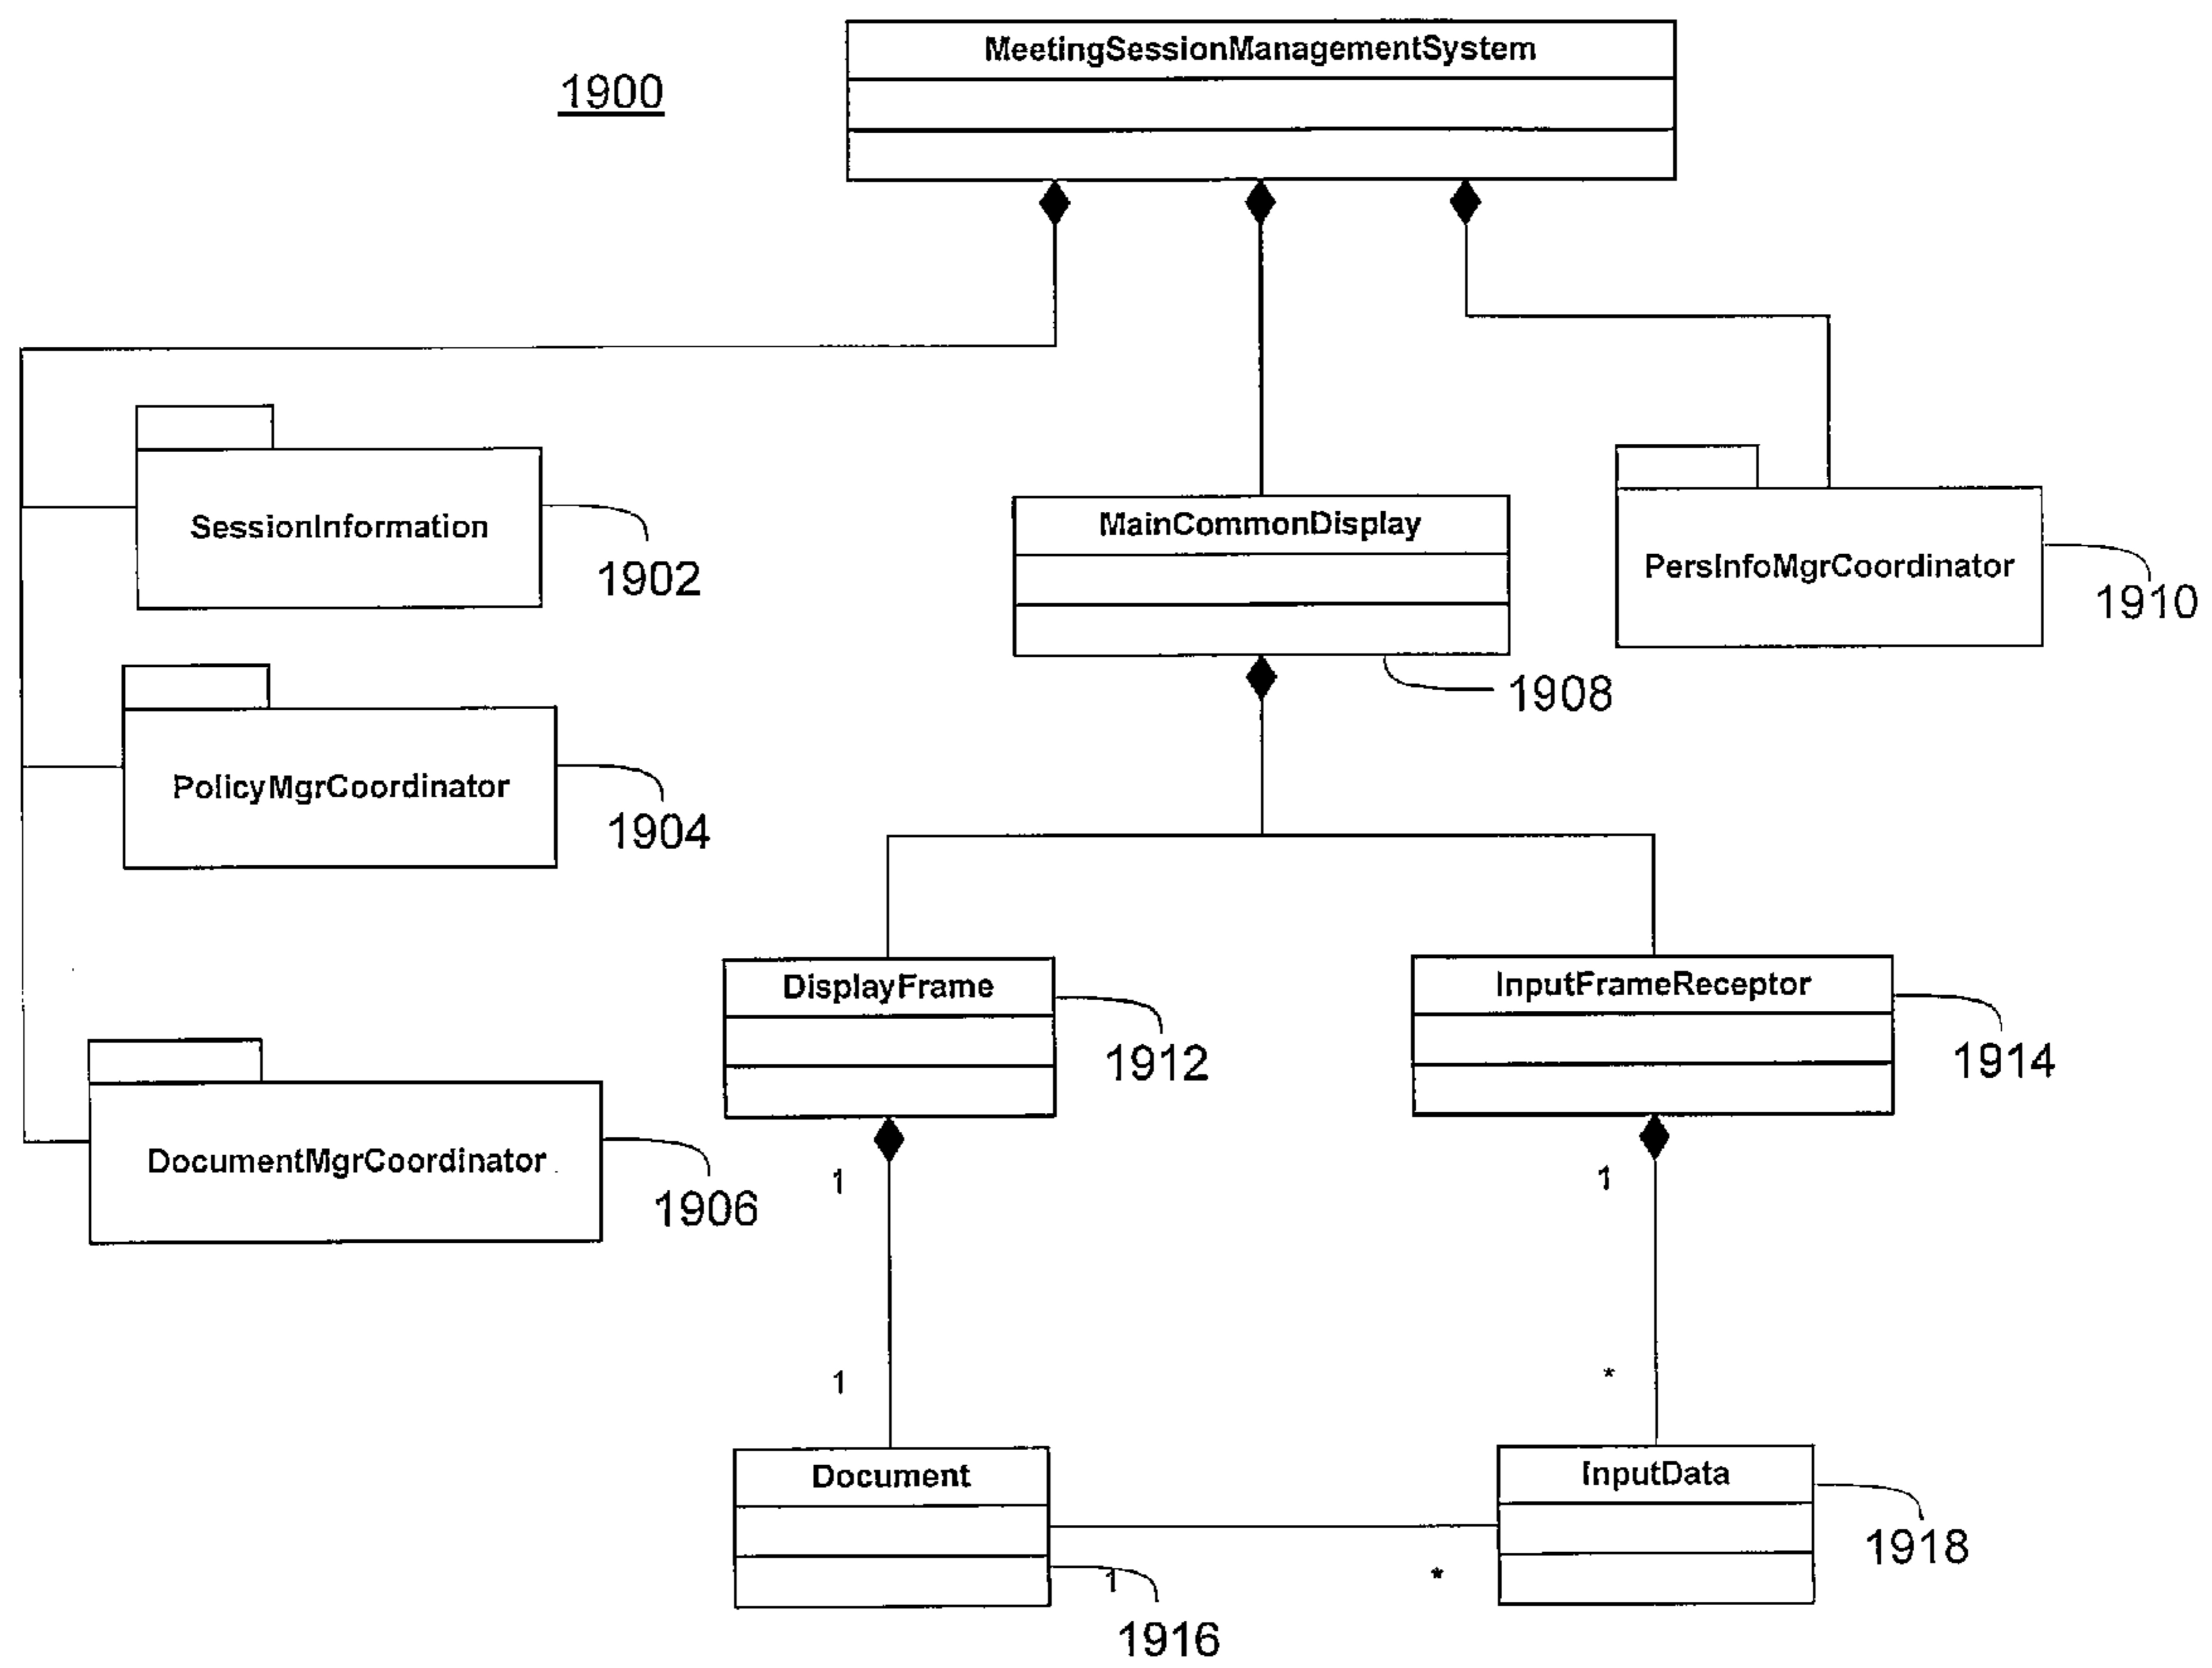 MeetingSessionManagementSystem
1900
SessionInformation
1902
MainCommonDisplay
1908
PersInfoMgrCoordinator
1910
PolicyMgrCoordinator
1904
DisplayFrame
1912
InputFrameReceptor
1914
DocumentMgrCoordinator
1906
1
1
1
*
Document
1916
InputData
1918
1
*